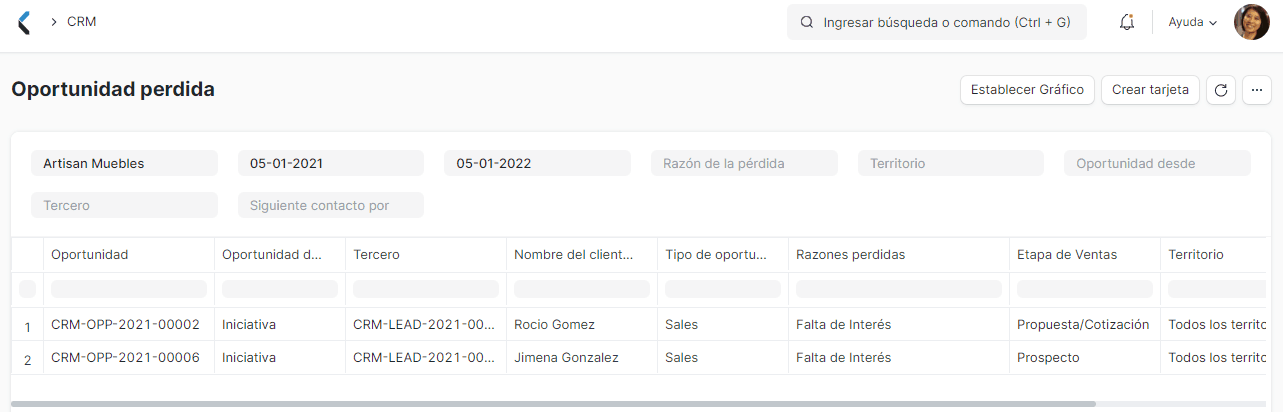 CRM
Ingresar búsqueda o comando (Ctrl + G)
Ayuda
Oportunidad perdida
Establecer Gráfico
Crear tarjeta
Artisan Muebles
05-01-2021
05-01-2022
Razón de la pérdida
Territorio
Oportunidad desde
Tercero
Siguiente contacto por
Oportunidad Oportunidad d... Tercero Nombre del client... Tipo de oportu... Razones perdidas Etapa de Ventas Territorio
1 CRM-OPP-2021-00002 Iniciativa CRM-LEAD-2021-00... Rocio Gomez Sales Falta de Interés Propuesta/Cotización Todos los territo
2 CRM-OPP-2021-00006 Iniciativa CRM-LEAD-2021-00... Jimena Gonzalez Sales Falta de Interés Prospecto Todos los territo